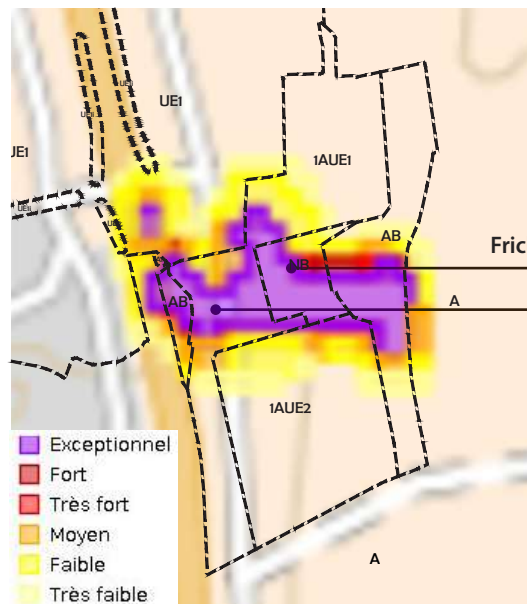 UE1
UE1
1AUE1
AB
NB
Fric
AB
A
1AUE2
A
Exceptionnel
Fort
Très fort
Moyen
Faible
Très faible